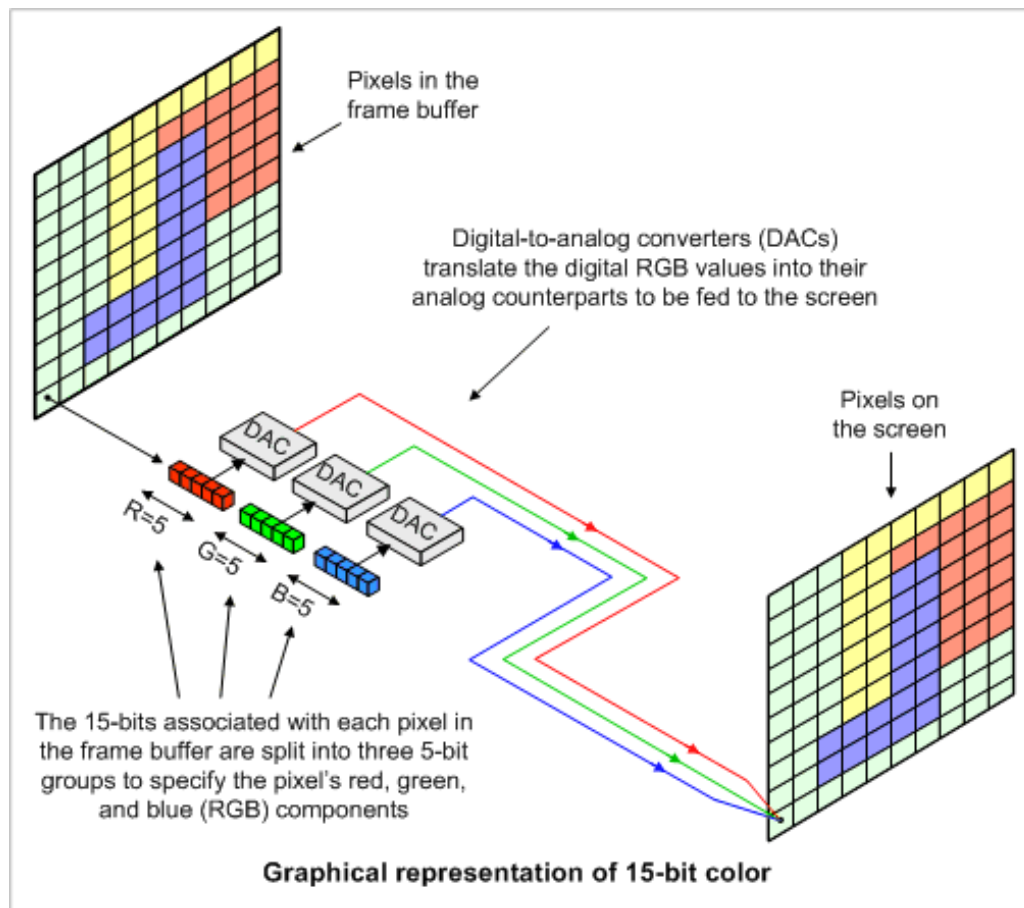 Pixels in the
frame buffer
Digital-to-analog converters (DACs)
translate the digital RGB values into their
analog counterparts to be fed to the screen
Pixels on
the screen
DAC
DAC
DAC
R=5
G=5
B=5
The 15-bits associated with each pixel in
the frame buffer are split into three 5-bit
groups to specify the pixel's red, green,
and blue (RGB) components
Graphical representation of 15-bit color